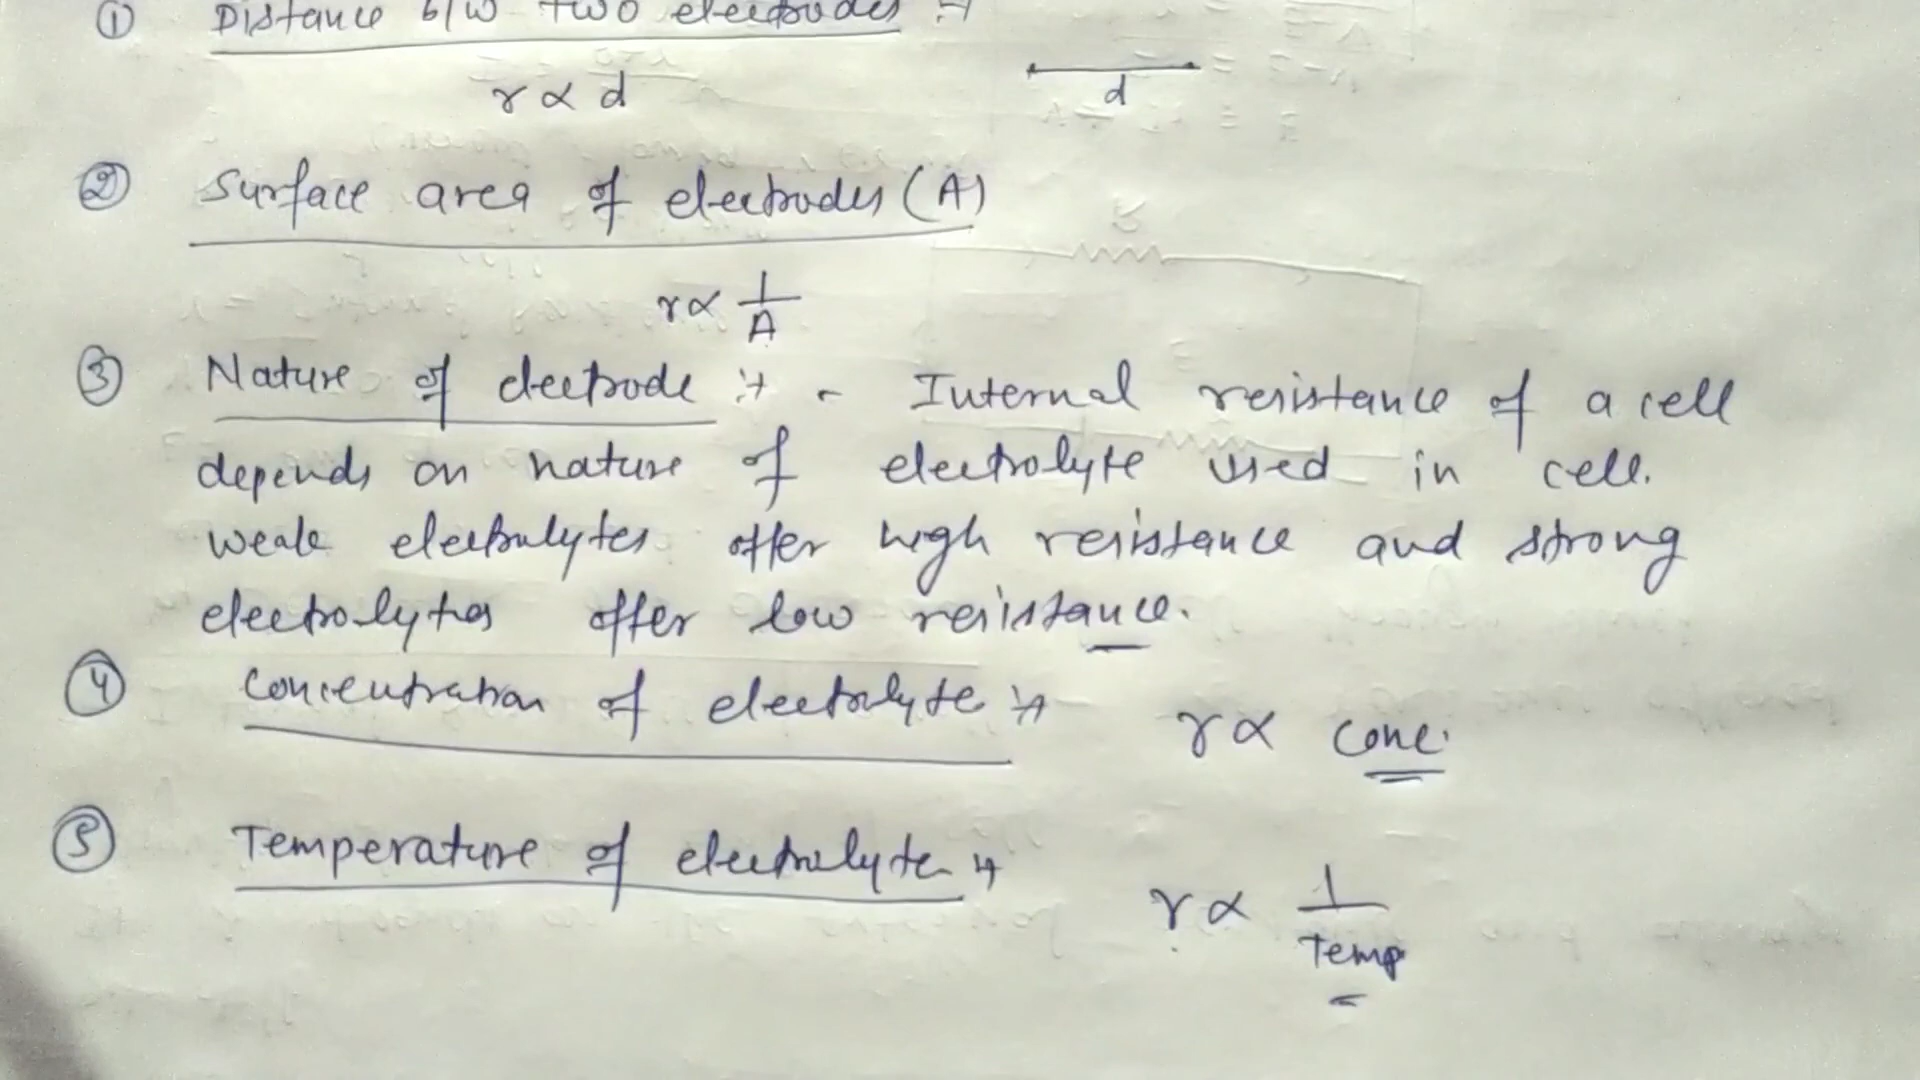 ① Distance b/w two electrodes :→
r ∝ d
d
② Surface area of electrodes (A)
r ∝ 1/A
③ Nature of electrode :→ - Internal resistance of a cell
depends on nature of electrolyte used in cell.
weak electrolytes offer high resistance and strong
electrolytes offer low resistance.
④ Concentration of electrolyte :→ r ∝ conc.
⑤ Temperature of electrolyte :→ r ∝ 1/Temp